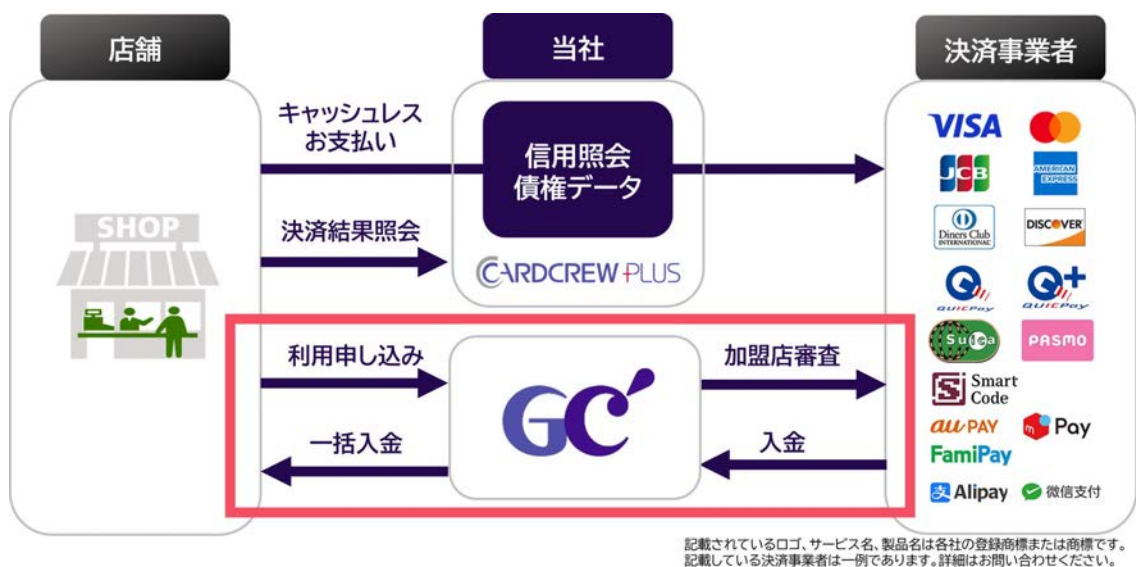 店舗
当社
決済事業者
キャッシュレス
お支払い
信用照会
債権データ
決済結果照会
CARDCREW PLUS
SHOP
利用申し込み
GC
加盟店審査
一括入金
入金
VISA
JCB
AMERICAN
EXPRESS
Diners Club
INTERNATIONAL
DISCOVER
QUICPay
QUICPay
Suica
PASMO
Smart
Code
au PAY
m Pay
FamiPay
支 Alipay
微信支付
記載されているロゴ、サービス名、製品名は各社の登録商標または商標です。
記載している決済事業者は一例であります。詳細はお問い合わせください。